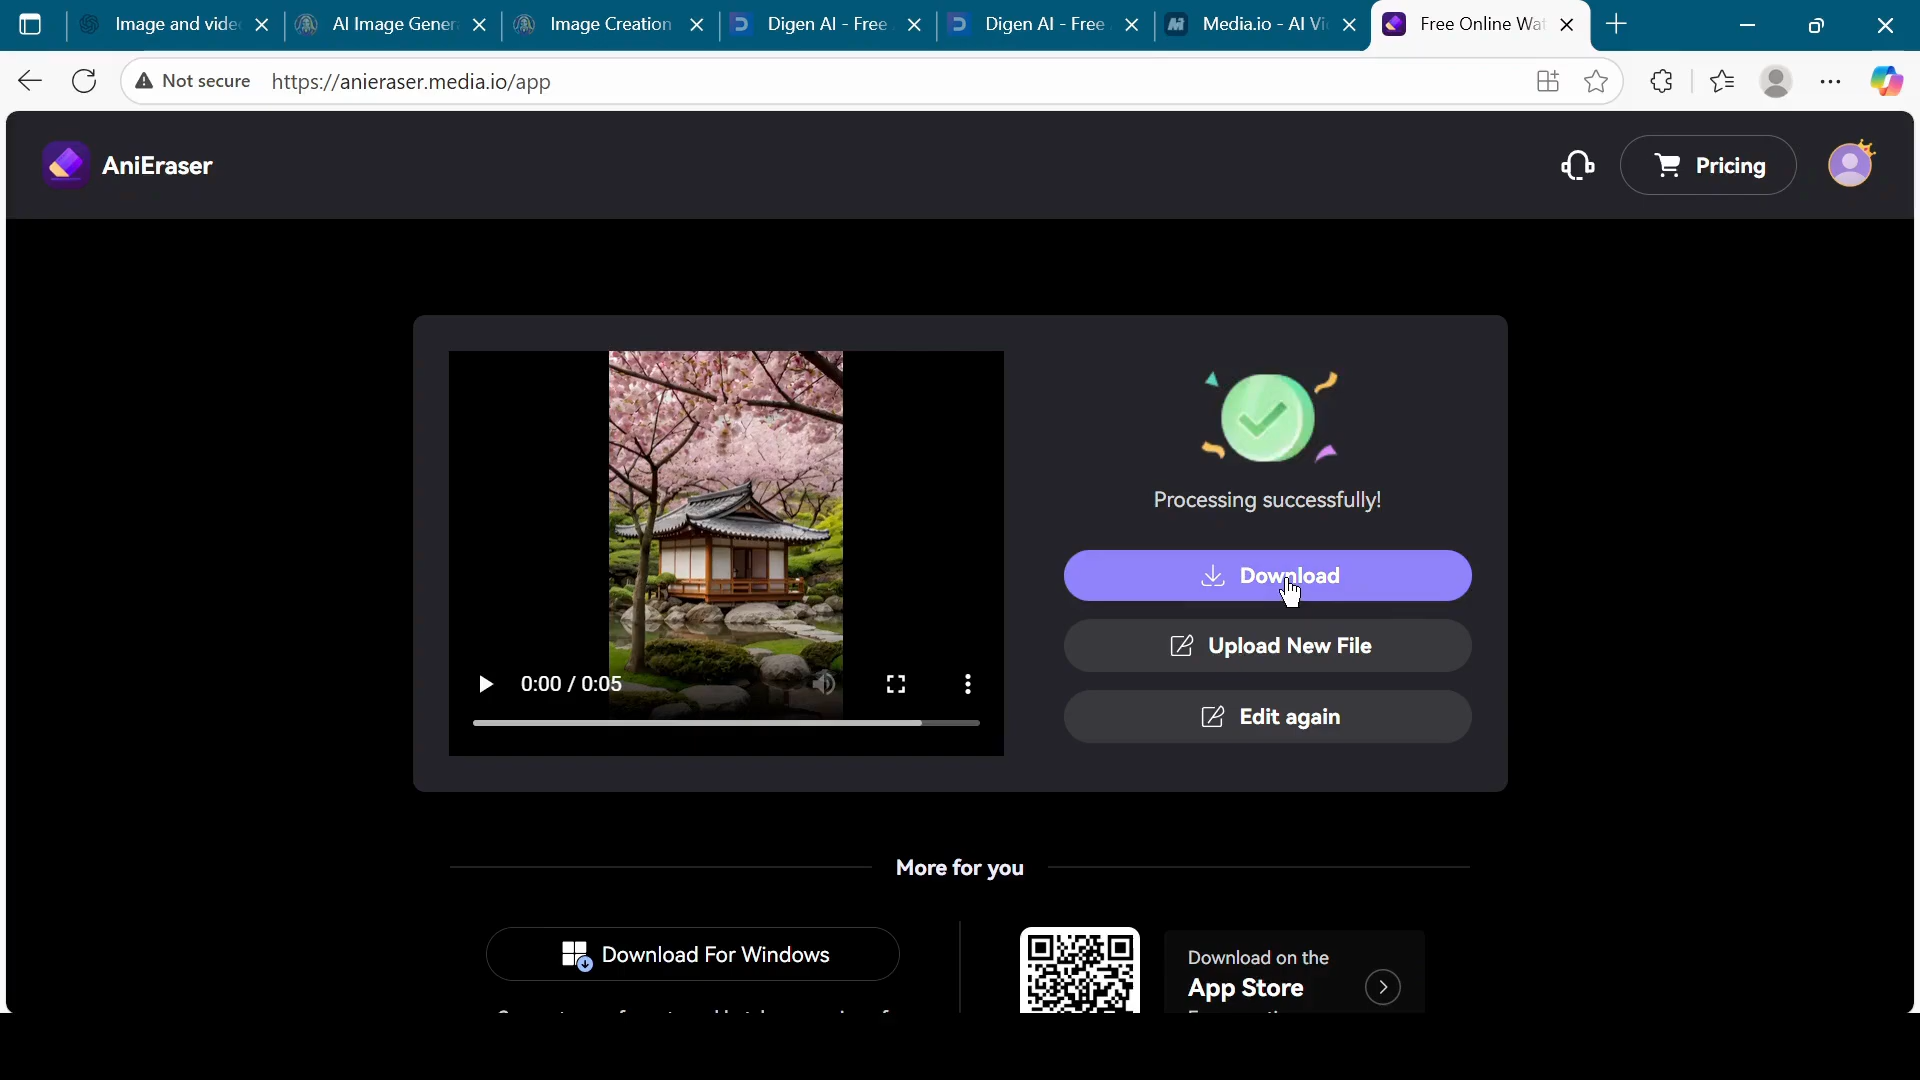 Image and vide
AI Image Gener
Image Creation
Digen AI - Free
Digen AI - Free
Media.io - AI Vi
Free Online Wat
Not secure
https://anieraser.media.io/app
AniEraser
Pricing
Processing successfully!
Download
0:00 / 0:05
Upload New File
Edit again
More for you
Download For Windows
Download on the
App Store